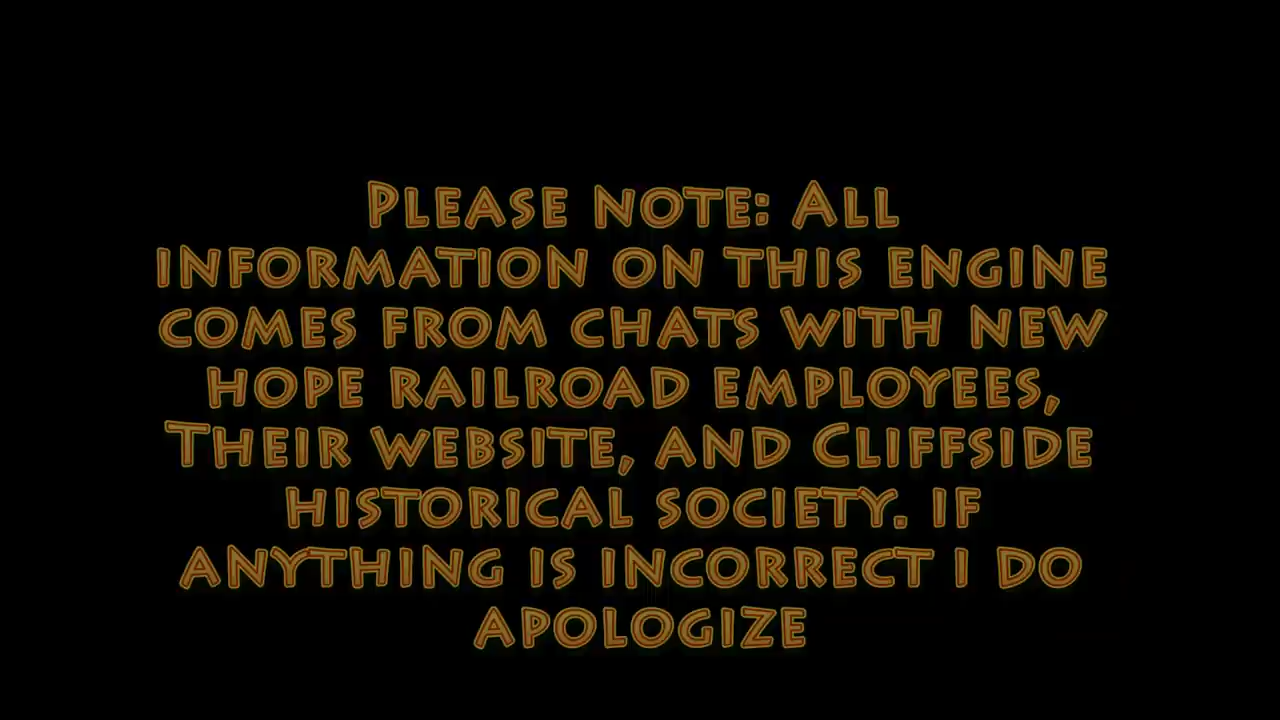 Please note: All
information on this engine
comes from chats with new
hope railroad employees,
Their website, and Cliffside
historical society. If
anything is incorrect I do
apologize